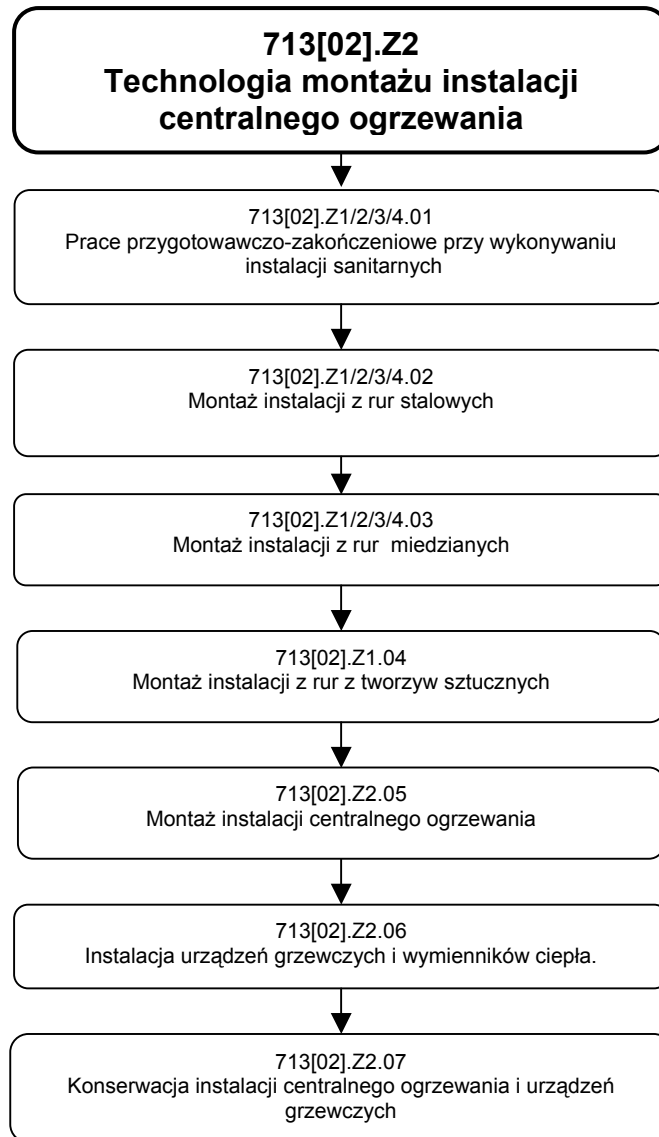 713[02].Z2
Technologia montażu instalacji
centralnego ogrzewania
713[02].Z1/2/3/4.01
Prace przygotowawczo-zakończeniowe przy wykonywaniu
instalacji sanitarnych
713[02].Z1/2/3/4.02
Montaż instalacji z rur stalowych
713[02].Z1/2/3/4.03
Montaż instalacji z rur miedzianych
713[02].Z1.04
Montaż instalacji z rur z tworzyw sztucznych
713[02].Z2.05
Montaż instalacji centralnego ogrzewania
713[02].Z2.06
Instalacja urządzeń grzewczych i wymienników ciepła.
713[02].Z2.07
Konserwacja instalacji centralnego ogrzewania i urządzeń
grzewczych